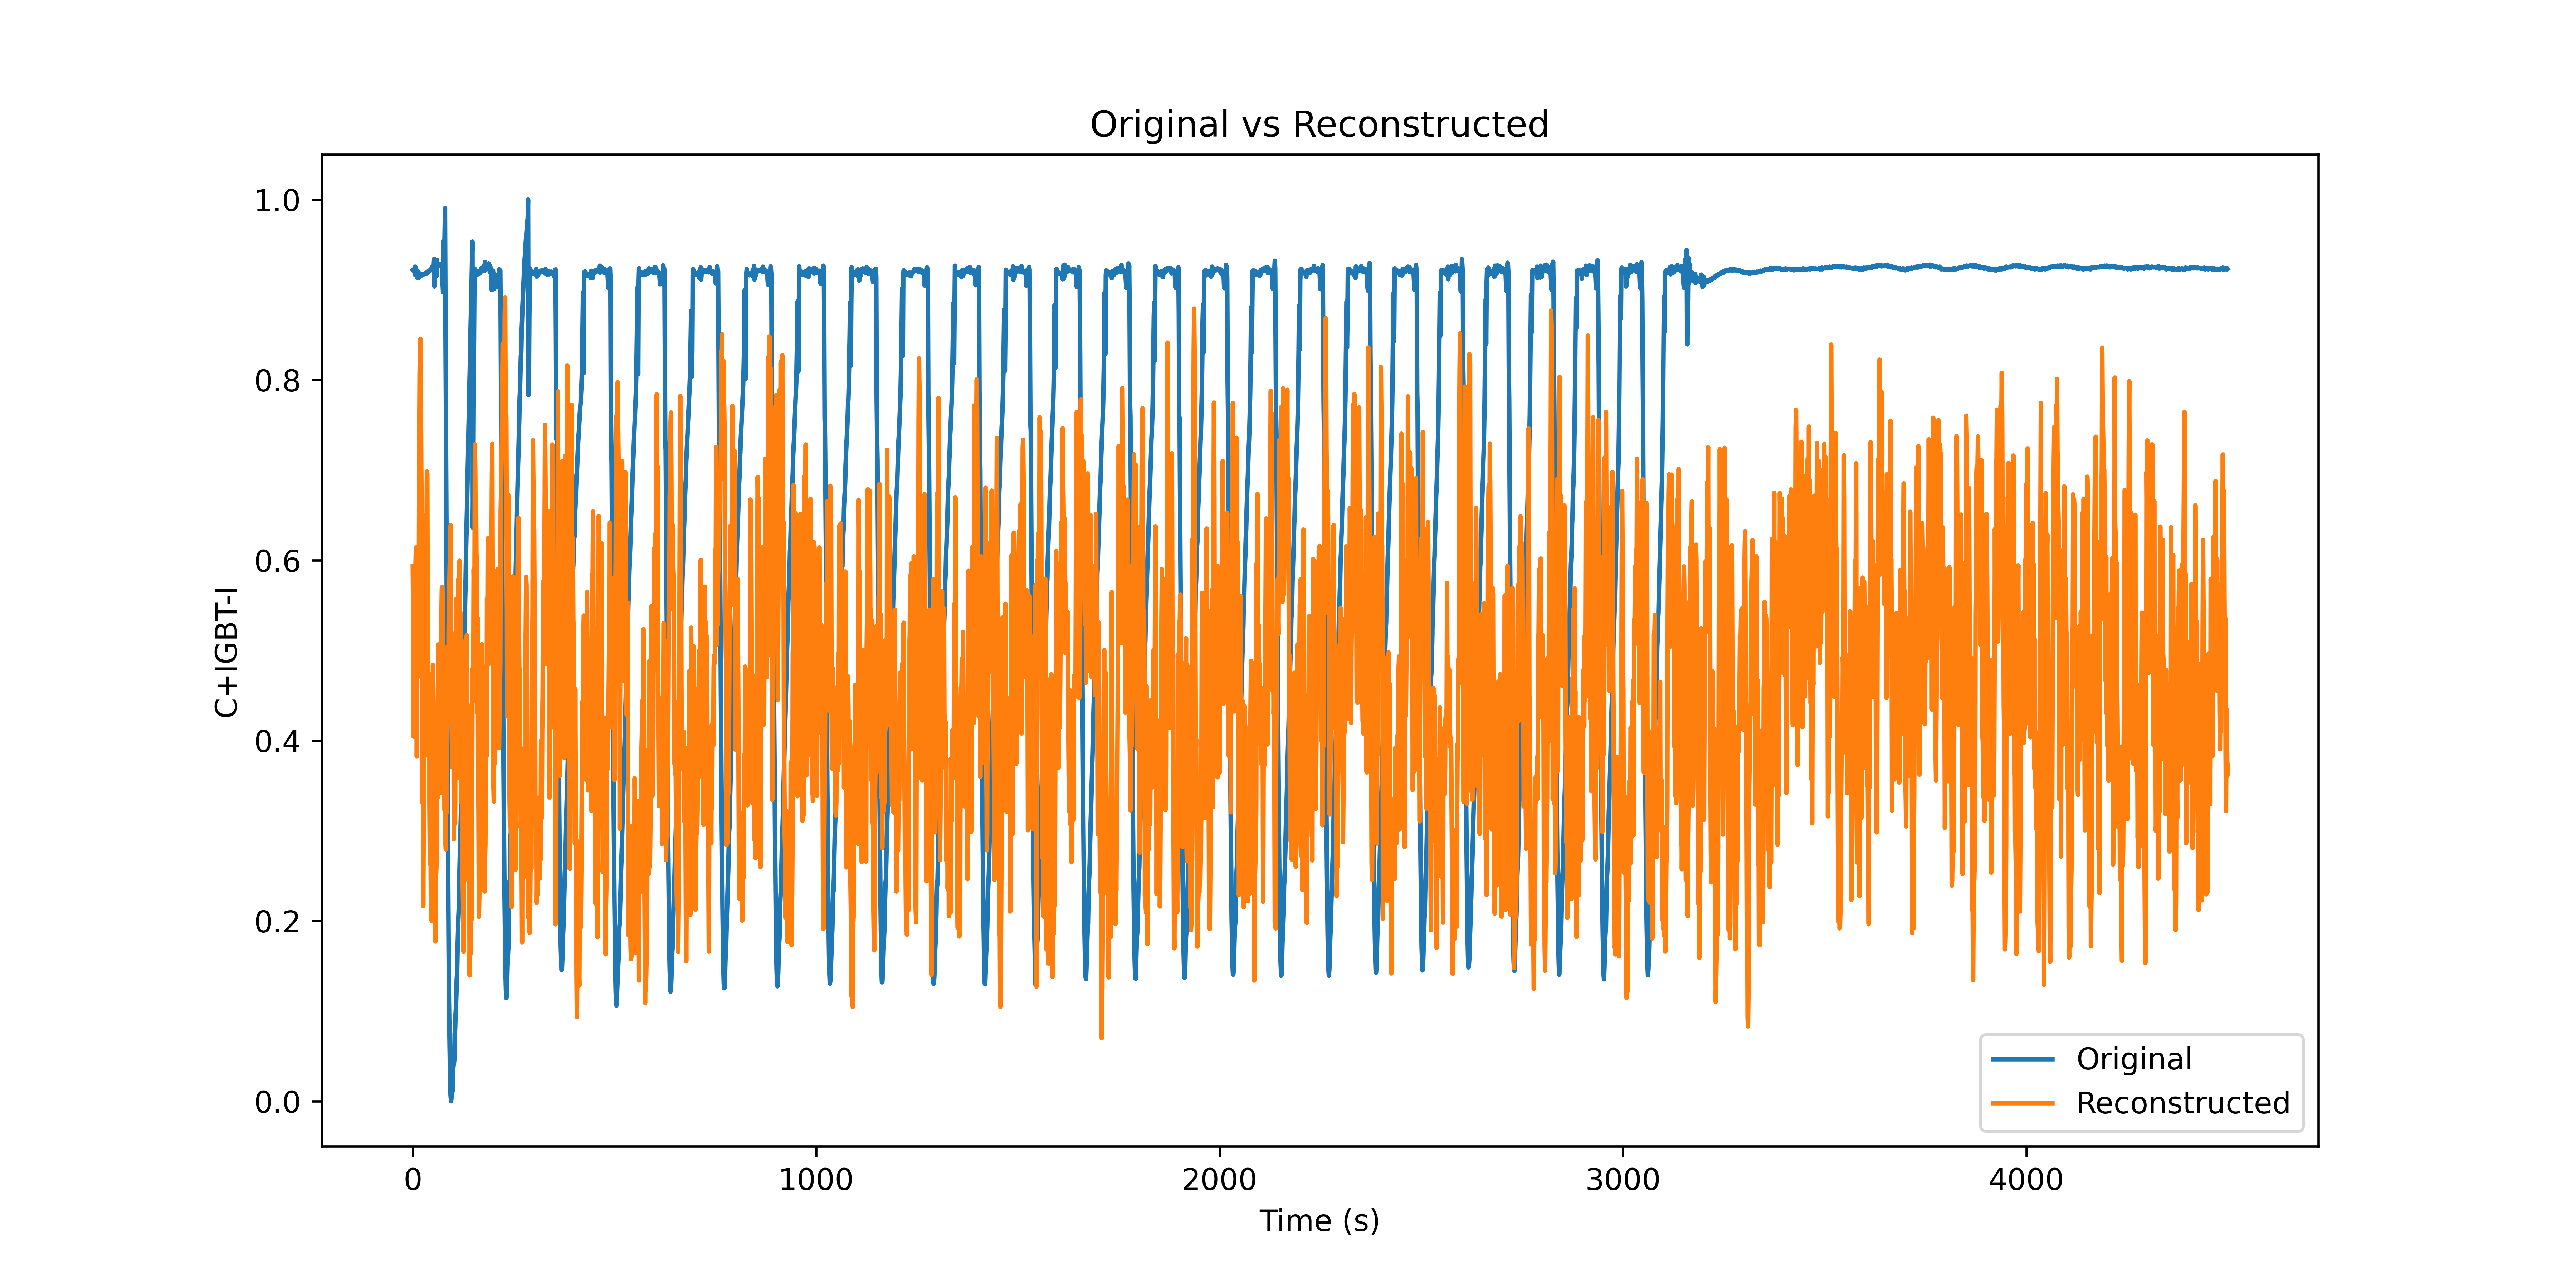 Original vs Reconstructed
1.0
0.8
0.6
0.4
0.2
0.0
C+IGBT-I
0
1000
2000
3000
4000
Time (s)
Original
Reconstructed